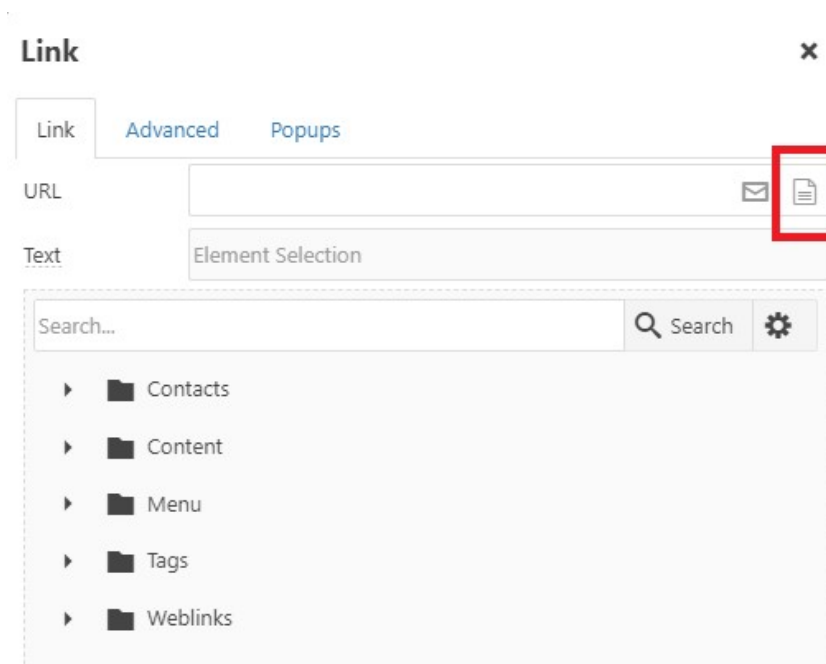 Link
Link Advanced Popups
URL
Text Element Selection
Search... Search
Contacts
Content
Menu
Tags
Weblinks